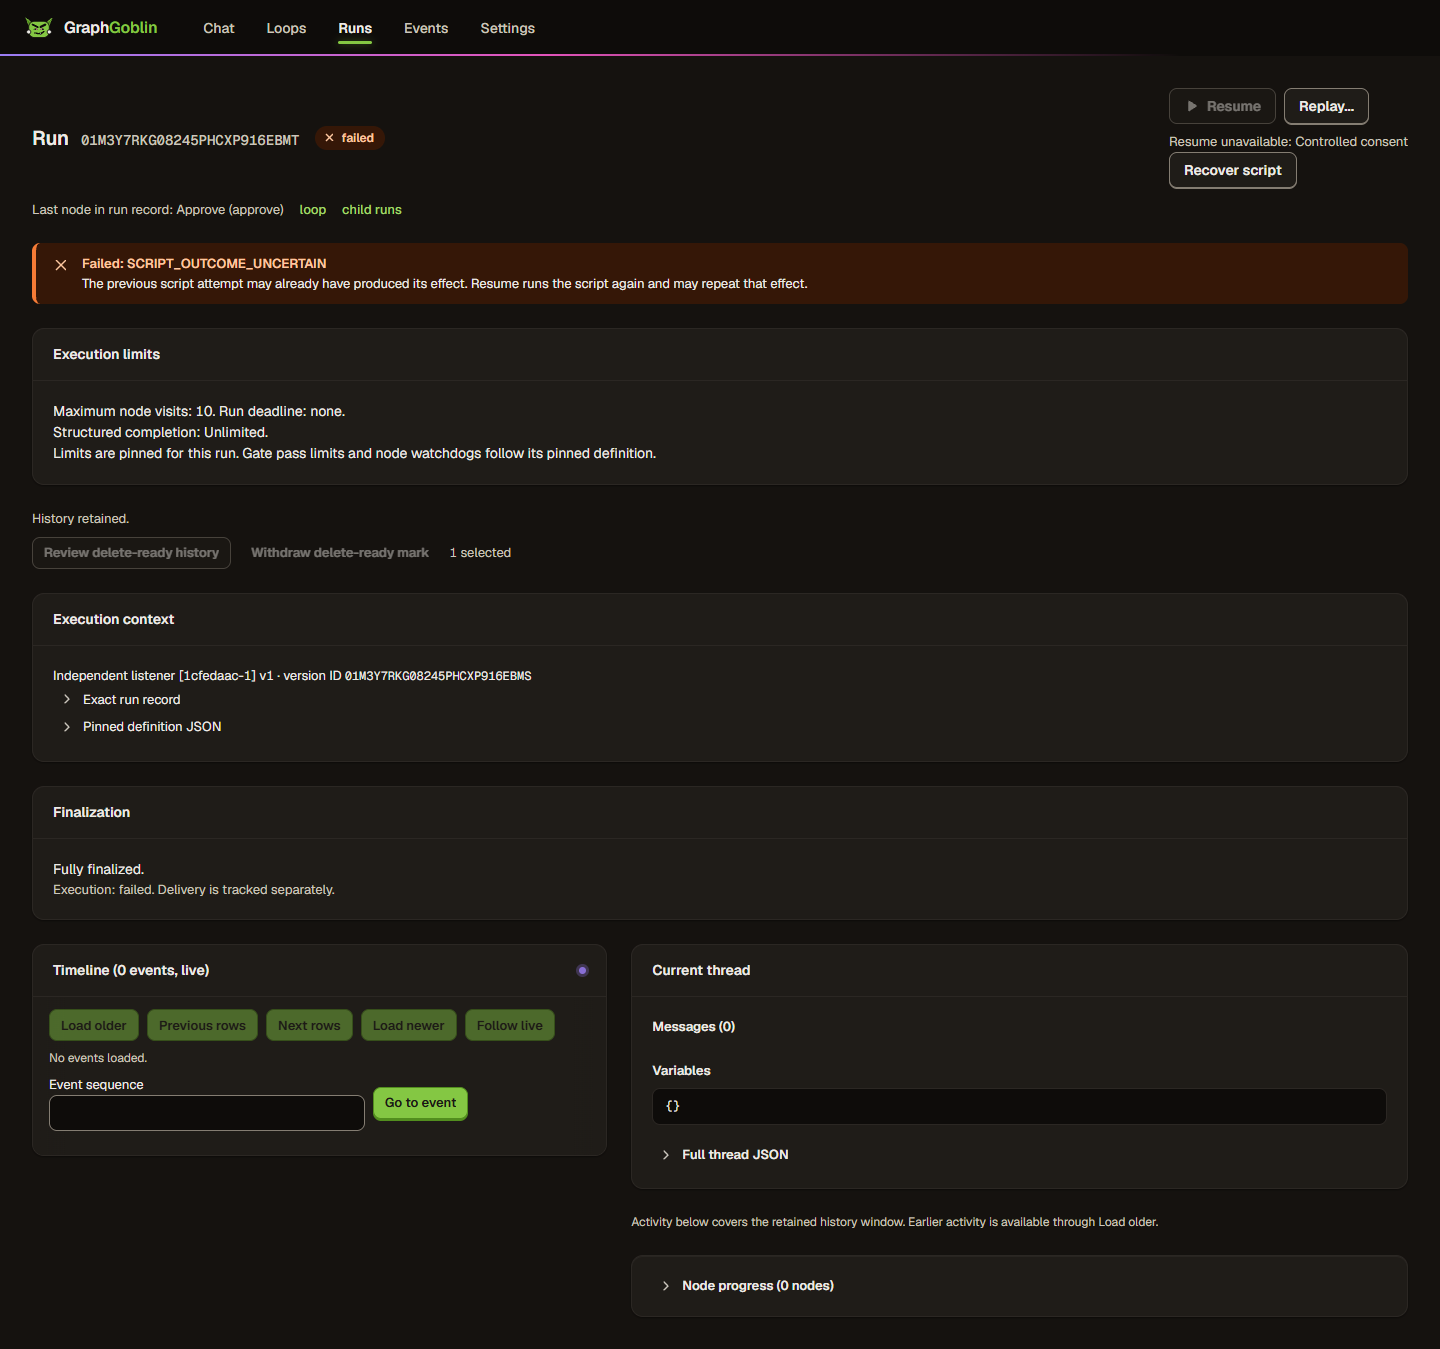 GraphGoblin
Chat
Loops
Runs
Events
Settings
Run 01M3Y7RKG08245PHCXP916EBMT
failed
Resume
Replay...
Resume unavailable: Controlled consent
Recover script
Last node in run record: Approve (approve)
loop
child runs
Failed: SCRIPT_OUTCOME_UNCERTAIN
The previous script attempt may already have produced its effect. Resume runs the script again and may repeat that effect.
Execution limits
Maximum node visits: 10. Run deadline: none.
Structured completion: Unlimited.
Limits are pinned for this run. Gate pass limits and node watchdogs follow its pinned definition.
History retained.
Review delete-ready history
Withdraw delete-ready mark
1 selected
Execution context
Independent listener [1cfedaac-1] v1 · version ID 01M3Y7RKG08245PHCXP916EBMS
Exact run record
Pinned definition JSON
Finalization
Fully finalized.
Execution: failed. Delivery is tracked separately.
Timeline (0 events, live)
Load older
Previous rows
Next rows
Load newer
Follow live
No events loaded.
Event sequence
Go to event
Current thread
Messages (0)
Variables
{}
Full thread JSON
Activity below covers the retained history window. Earlier activity is available through Load older.
Node progress (0 nodes)